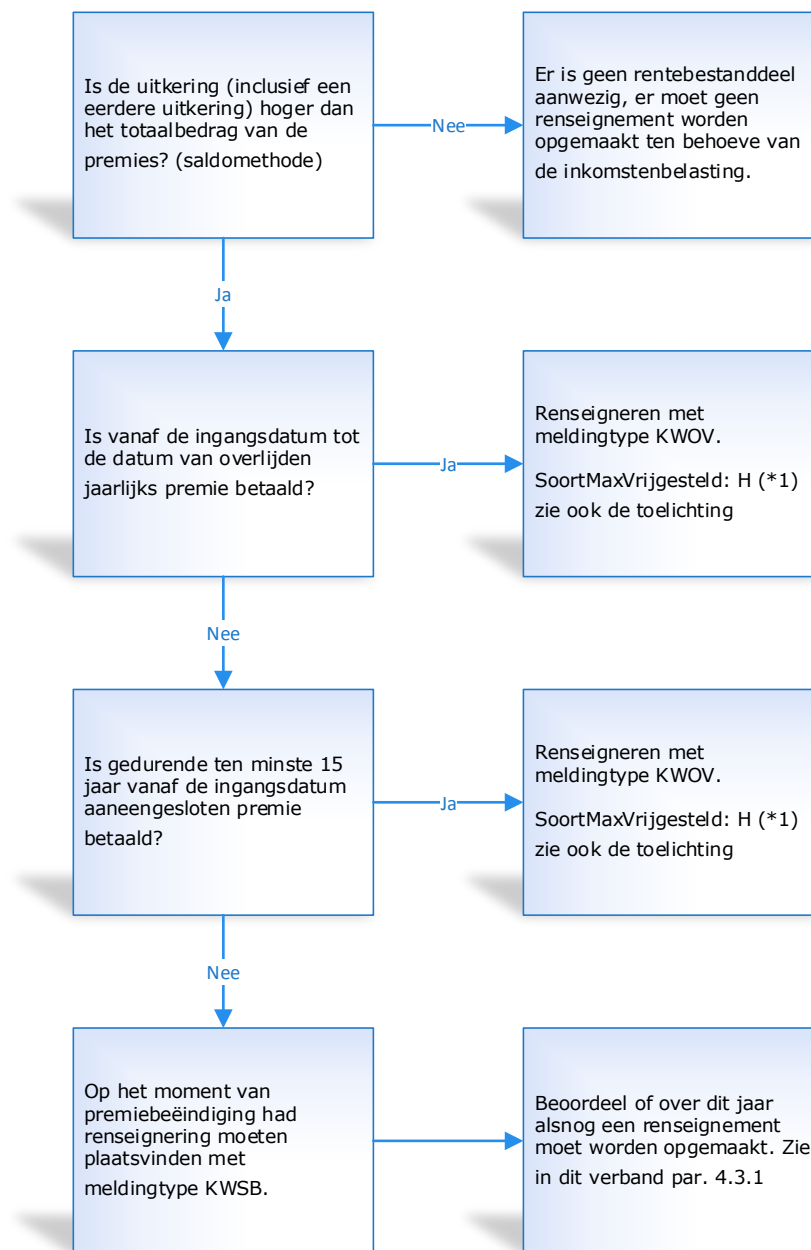 Is de uitkering (inclusief een
eerdere uitkering) hoger dan
het totaalbedrag van de
premies? (saldomethode)
Nee
Er is geen rentebestanddeel
aanwezig, er moet geen
renseignement worden
opgemaakt ten behoeve van
de inkomstenbelasting.
Ja
Is vanaf de ingangsdatum tot
de datum van overlijden
jaarlijks premie betaald?
Ja
Renseigneren met
meldingtype KWOV.
SoortMaxVrijgesteld: H (*1)
zie ook de toelichting
Nee
Is gedurende ten minste 15
jaar vanaf de ingangsdatum
aaneengesloten premie
betaald?
Ja
Renseigneren met
meldingtype KWOV.
SoortMaxVrijgesteld: H (*1)
zie ook de toelichting
Nee
Op het moment van
premiebeëindiging had
renseignering moeten
plaatsvinden met
meldingtype KWSB.
Beoordeel of over dit jaar
alsnog een renseignement
moet worden opgemaakt. Zie
in dit verband par. 4.3.1